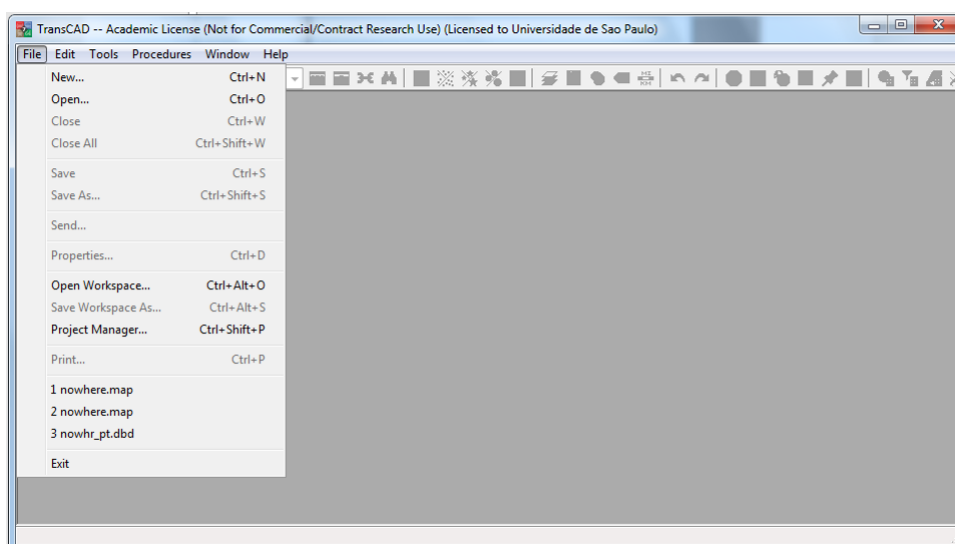 TransCAD -- Academic License (Not for Commercial/Contract Research Use) (Licensed to Universidade de Sao Paulo)
File Edit Tools Procedures Window Help
New... Ctrl+N
Open... Ctrl+O
Close Ctrl+W
Close All Ctrl+Shift+W
Save Ctrl+S
Save As... Ctrl+Shift+S
Send...
Properties... Ctrl+D
Open Workspace... Ctrl+Alt+O
Save Workspace As... Ctrl+Alt+S
Project Manager... Ctrl+Shift+P
Print... Ctrl+P
1 nowhere.map
2 nowhere.map
3 nowhr_pt.dbd
Exit